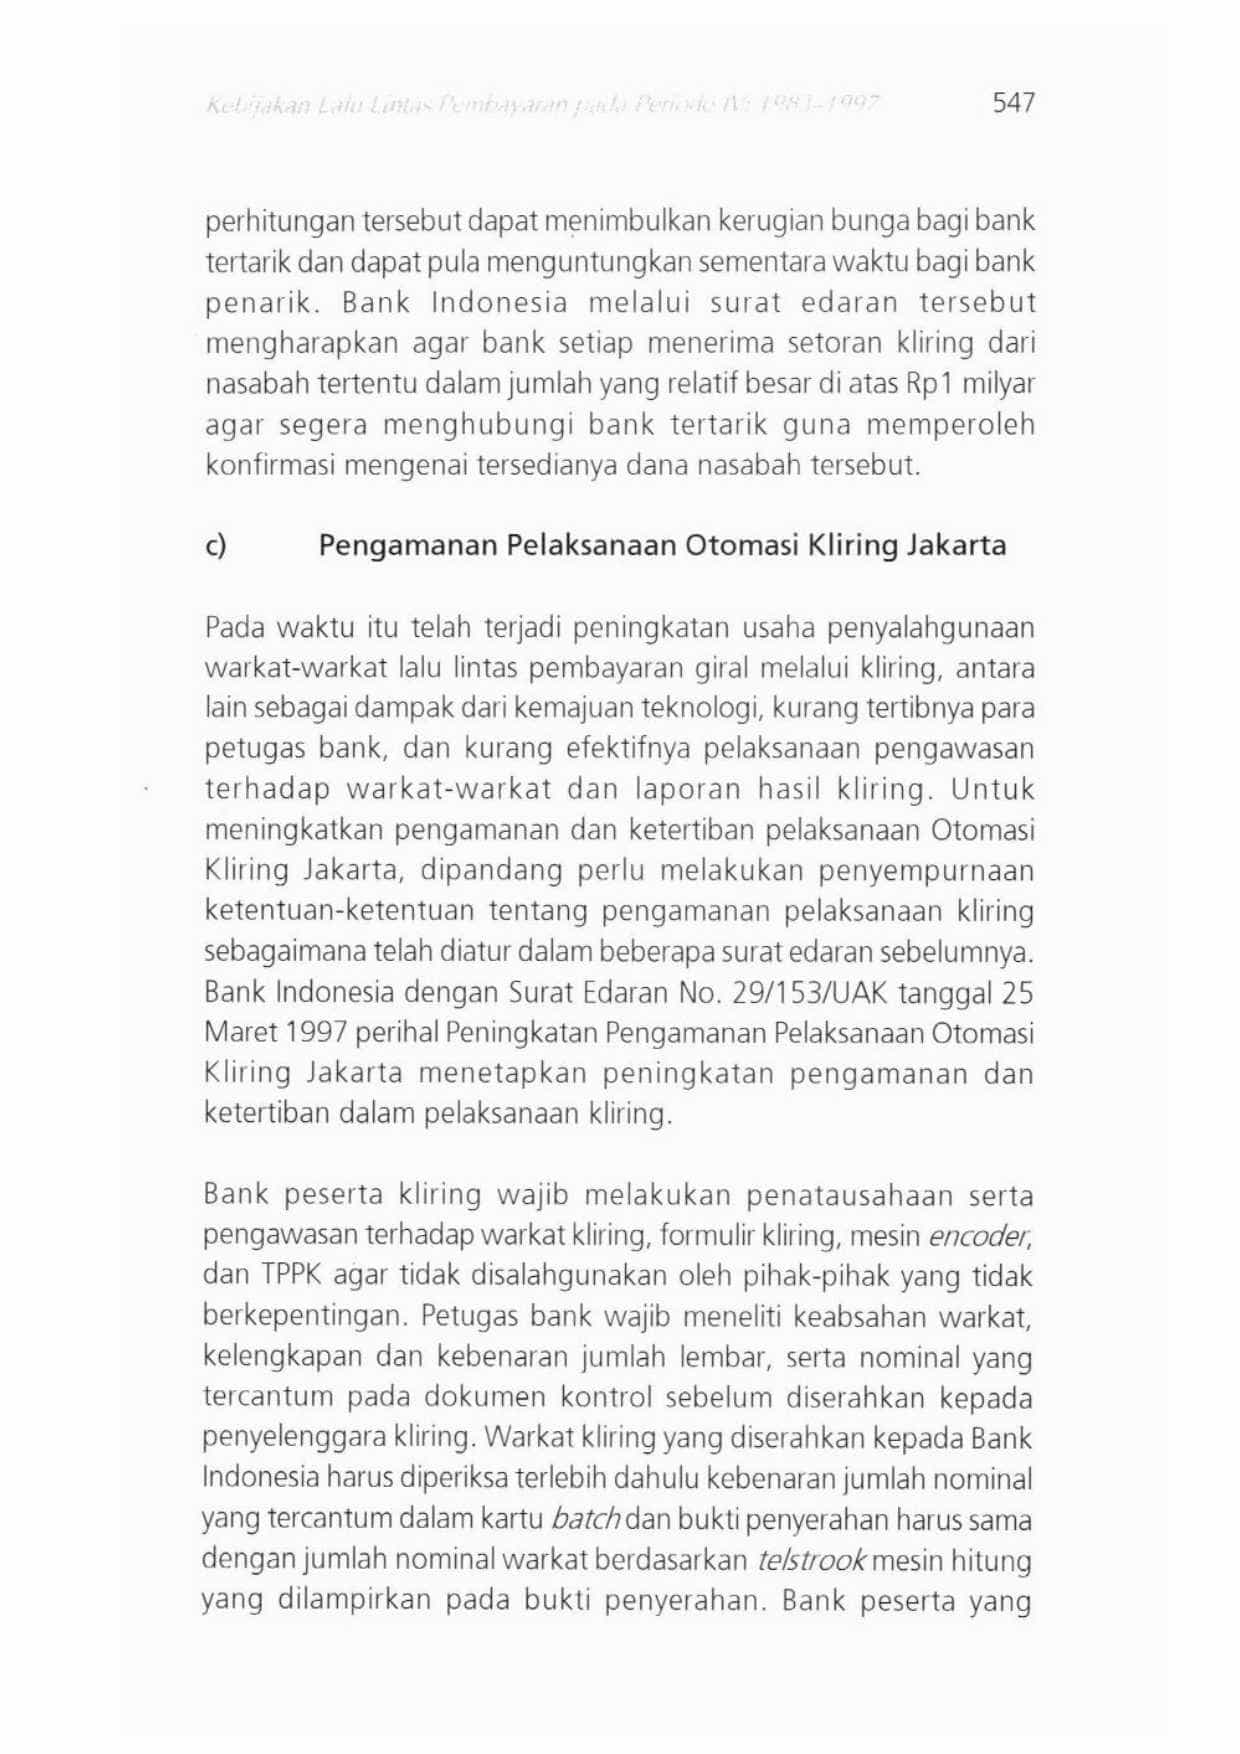 Kebijakan Lalu Lintas Pembayaran pada Periode IV: 1983–1997 547
perhitungan tersebut dapat menimbulkan kerugian bunga bagi bank
tertarik dan dapat pula menguntungkan sementara waktu bagi bank
penarik. Bank Indonesia melalui surat edaran tersebut
mengharapkan agar bank setiap menerima setoran kliring dari
nasabah tertentu dalam jumlah yang relatif besar di atas Rp1 milyar
agar segera menghubungi bank tertarik guna memperoleh
konfirmasi mengenai tersedianya dana nasabah tersebut.
c) Pengamanan Pelaksanaan Otomasi Kliring Jakarta
Pada waktu itu telah terjadi peningkatan usaha penyalahgunaan
warkat-warkat lalu lintas pembayaran giral melalui kliring, antara
lain sebagai dampak dari kemajuan teknologi, kurang tertibnya para
petugas bank, dan kurang efektifnya pelaksanaan pengawasan
terhadap warkat-warkat dan laporan hasil kliring. Untuk
meningkatkan pengamanan dan ketertiban pelaksanaan Otomasi
Kliring Jakarta, dipandang perlu melakukan penyempurnaan
ketentuan-ketentuan tentang pengamanan pelaksanaan kliring
sebagaimana telah diatur dalam beberapa surat edaran sebelumnya.
Bank Indonesia dengan Surat Edaran No. 29/153/UAK tanggal 25
Maret 1997 perihal Peningkatan Pengamanan Pelaksanaan Otomasi
Kliring Jakarta menetapkan peningkatan pengamanan dan
ketertiban dalam pelaksanaan kliring.
Bank peserta kliring wajib melakukan penatausahaan serta
pengawasan terhadap warkat kliring, formulir kliring, mesin encoder,
dan TPPK agar tidak disalahgunakan oleh pihak-pihak yang tidak
berkepentingan. Petugas bank wajib meneliti keabsahan warkat,
kelengkapan dan kebenaran jumlah lembar, serta nominal yang
tercantum pada dokumen kontrol sebelum diserahkan kepada
penyelenggara kliring. Warkat kliring yang diserahkan kepada Bank
Indonesia harus diperiksa terlebih dahulu kebenaran jumlah nominal
yang tercantum dalam kartu batch dan bukti penyerahan harus sama
dengan jumlah nominal warkat berdasarkan telstrook mesin hitung
yang dilampirkan pada bukti penyerahan. Bank peserta yang